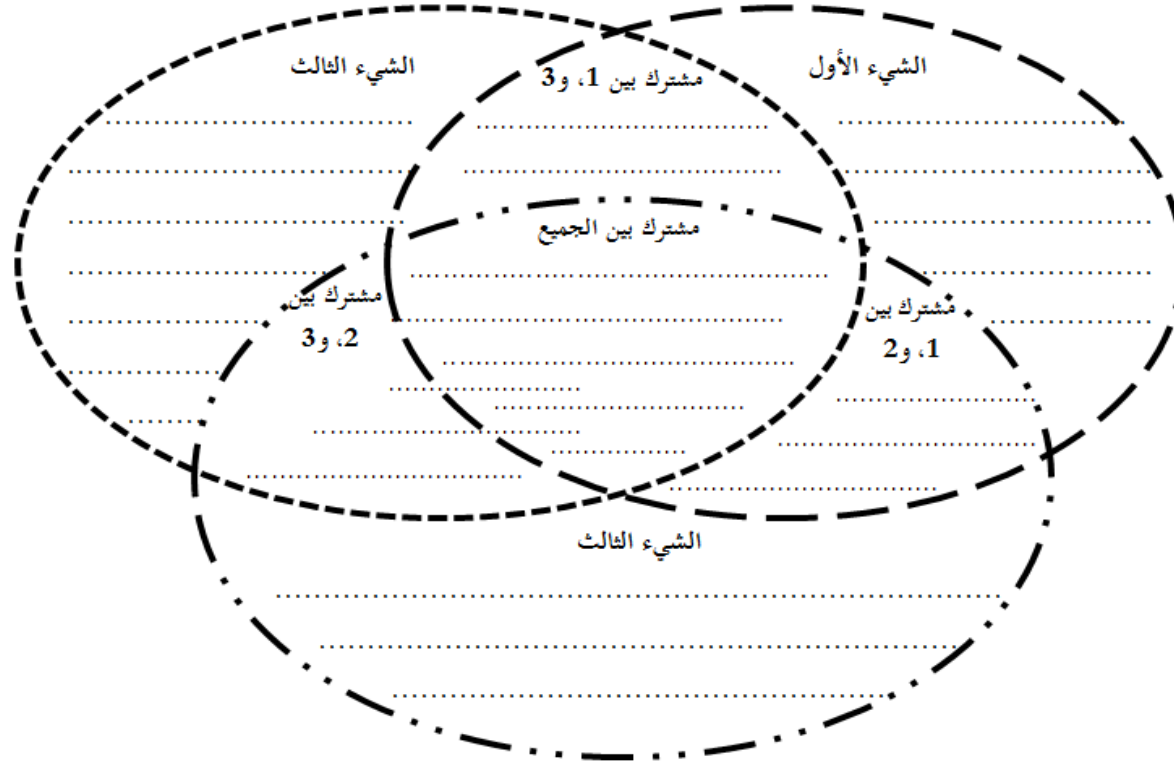 الشيء الأول
مشترك بين 1، و3
الشيء الثالث
مشترك بين الجميع
مشترك بين
1، و2
مشترك بين
2، و3
الشيء الثالث